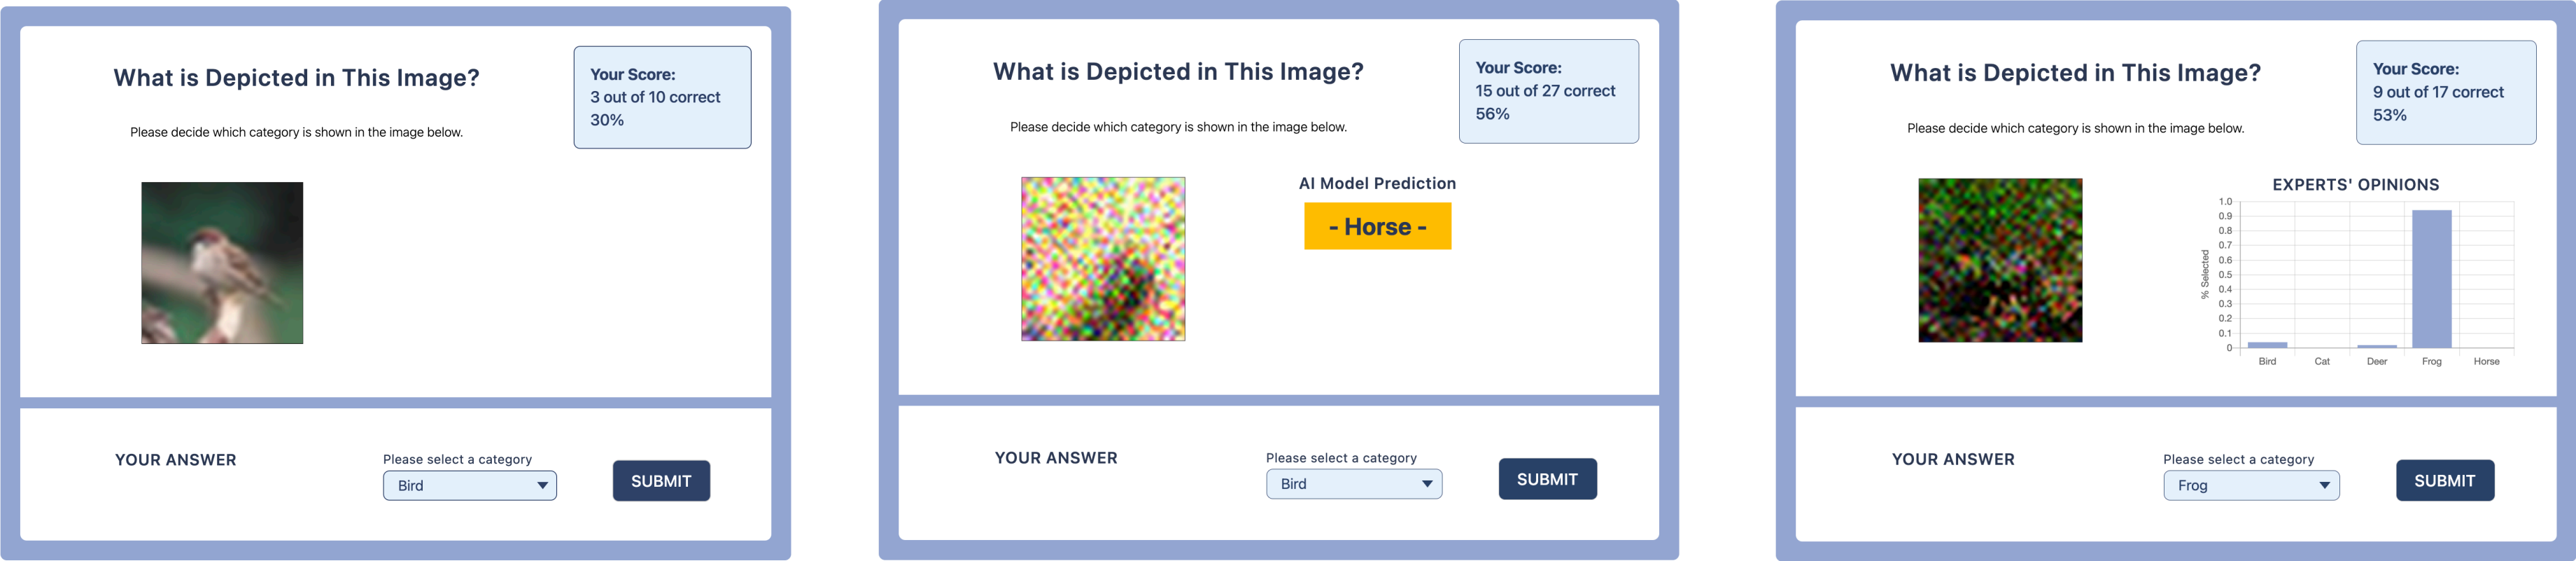 What is Depicted in This Image?
Your Score:
3 out of 10 correct
30%
Please decide which category is shown in the image below.
YOUR ANSWER
Please select a category
Bird
SUBMIT
What is Depicted in This Image?
Your Score:
15 out of 27 correct
56%
Please decide which category is shown in the image below.
AI Model Prediction
- Horse -
YOUR ANSWER
Please select a category
Bird
SUBMIT
What is Depicted in This Image?
Your Score:
9 out of 17 correct
53%
Please decide which category is shown in the image below.
EXPERTS' OPINIONS
% Selected
1.0
0.9
0.8
0.7
0.6
0.5
0.4
0.3
0.2
0.1
0
Bird Cat Deer Frog Horse
YOUR ANSWER
Please select a category
Frog
SUBMIT